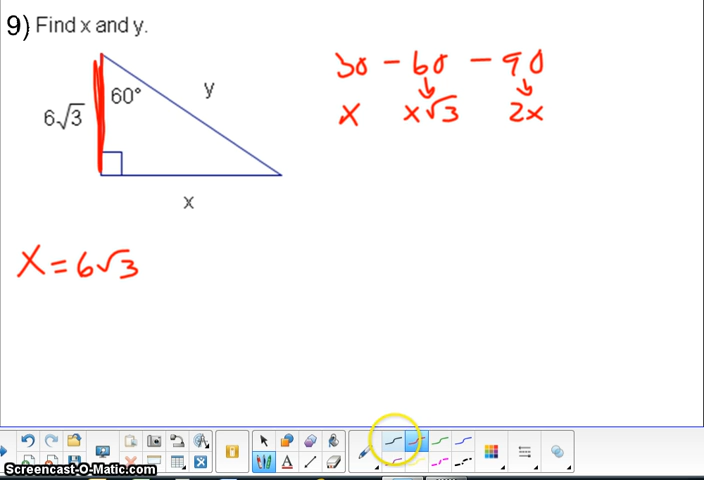 9) Find x and y.
30 - 60 - 90
60° y
x x√3 2x
6√3
x
X = 6√3
A
A
Screencast-O-Matic.com